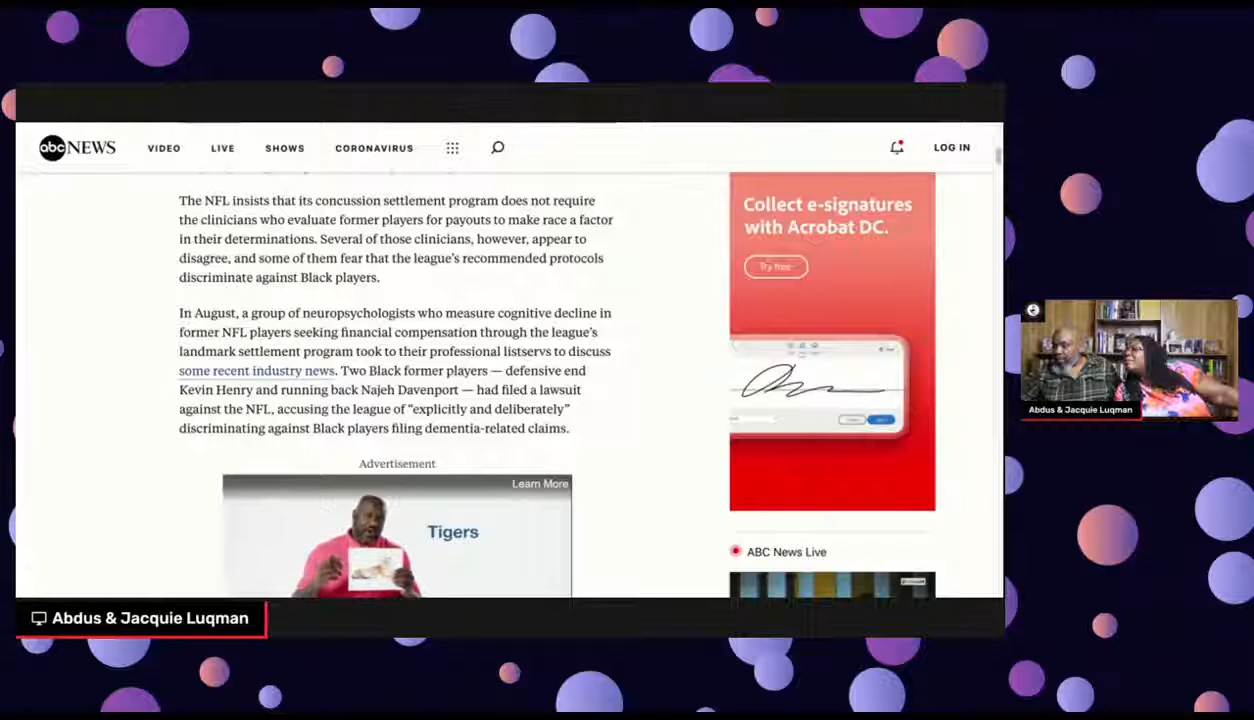 abc NEWS VIDEO LIVE SHOWS CORONAVIRUS LOG IN
The NFL insists that its concussion settlement program does not require
the clinicians who evaluate former players for payouts to make race a factor
in their determinations. Several of those clinicians, however, appear to
disagree, and some of them fear that the league's recommended protocols
discriminate against Black players.
In August, a group of neuropsychologists who measure cognitive decline in
former NFL players seeking financial compensation through the league's
landmark settlement program took to their professional listservs to discuss
some recent industry news. Two Black former players — defensive end
Kevin Henry and running back Najeh Davenport — had filed a lawsuit
against the NFL, accusing the league of “explicitly and deliberately”
discriminating against Black players filing dementia-related claims.
Advertisement
Learn More
Tigers
Collect e-signatures
with Acrobat DC.
Try free
ABC News Live
Abdus & Jacquie Luqman
Abdus & Jacquie Luqman